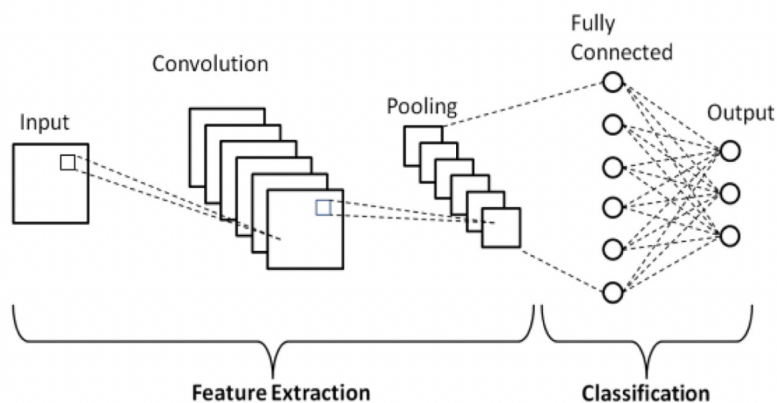 Input
Convolution
Pooling
Fully
Connected
Output
Feature Extraction
Classification